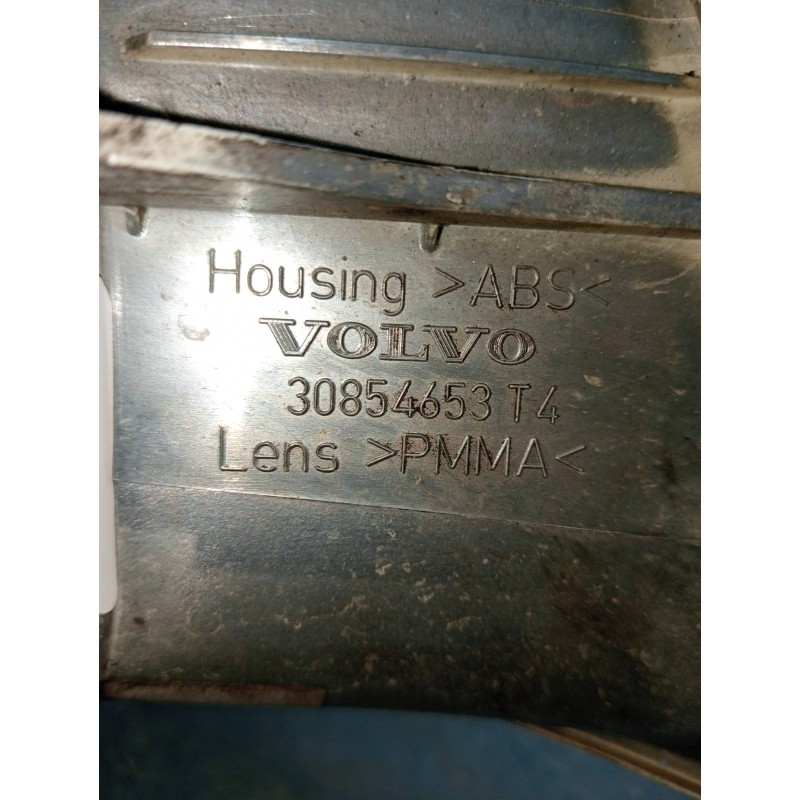 Housing >ABS<
VOLVO
30854653 T4
Lens >PMMA<